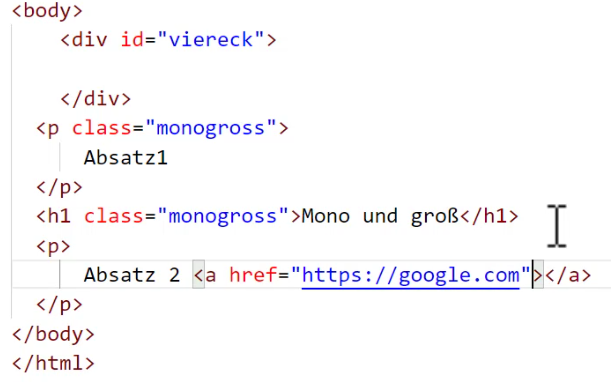 <body>
<div id="viereck">
</div>
<p class="monogross">
Absatz1
</p>
<h1 class="monogross">Mono und groß</h1>
<p>
Absatz 2 <a href="https://google.com"></a>
</p>
</body>
</html>